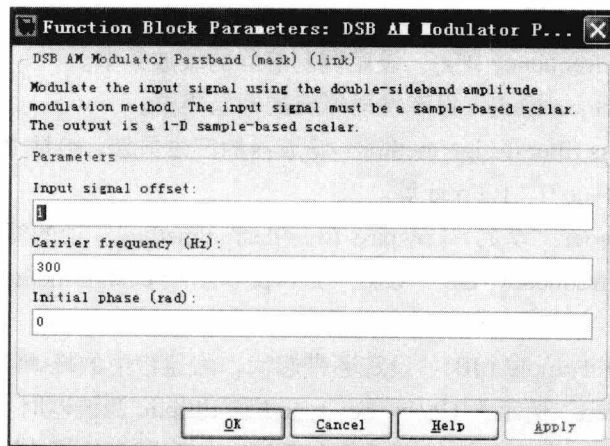 Function Block Parameters: DSB AM Modulator P...
DSB AM Modulator Passband (mask) (link)
Modulate the input signal using the double-sideband amplitude
modulation method. The input signal must be a sample-based scalar.
The output is a 1-D sample-based scalar.
Parameters
Input signal offset:
1
Carrier frequency (Hz):
300
Initial phase (rad):
0
OK Cancel Help Apply